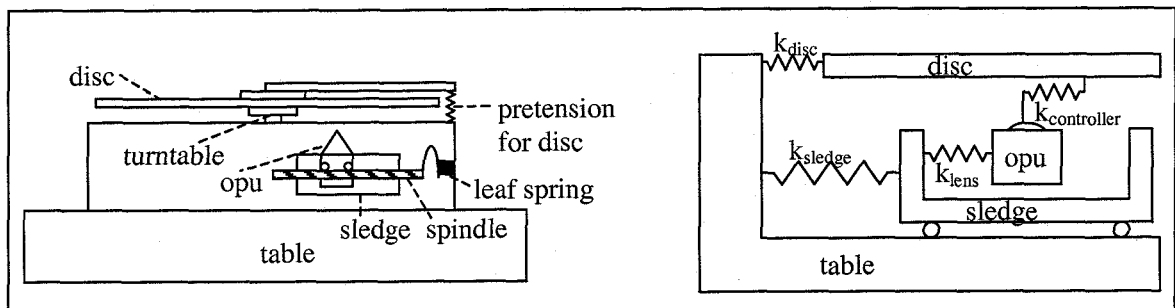 disc
turntable
opu
pretension
for disc
leaf spring
sledge
spindle
table
k_disc
disc
k_controller
k_sledge
k_lens
opu
sledge
table